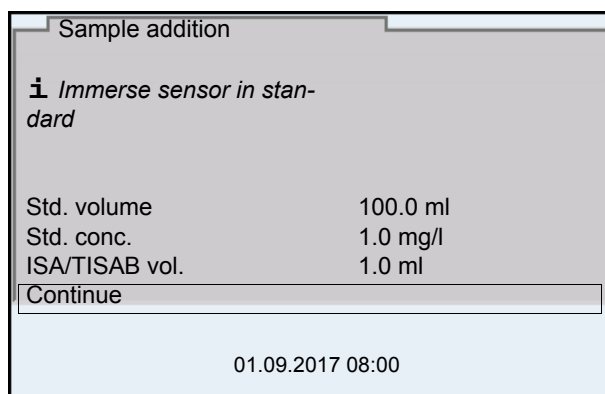 Sample addition
i Immerse sensor in stan-
dard
Std. volume 100.0 ml
Std. conc. 1.0 mg/l
ISA/TISAB vol. 1.0 ml
Continue
01.09.2017 08:00